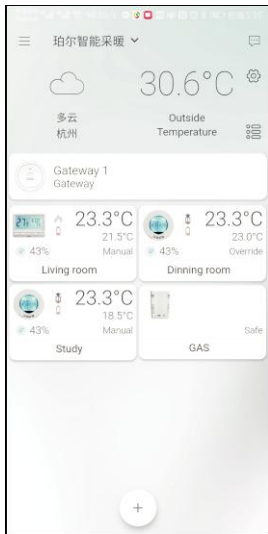 珀尔智能采暖
30.6°C
多云
杭州
Outside
Temperature
Gateway 1
Gateway
23.3°C
21.5°C
43%
Manual
Living room
23.3°C
23.0°C
43%
Override
Dinning room
23.3°C
18.5°C
43%
Manual
Study
Safe
GAS
+